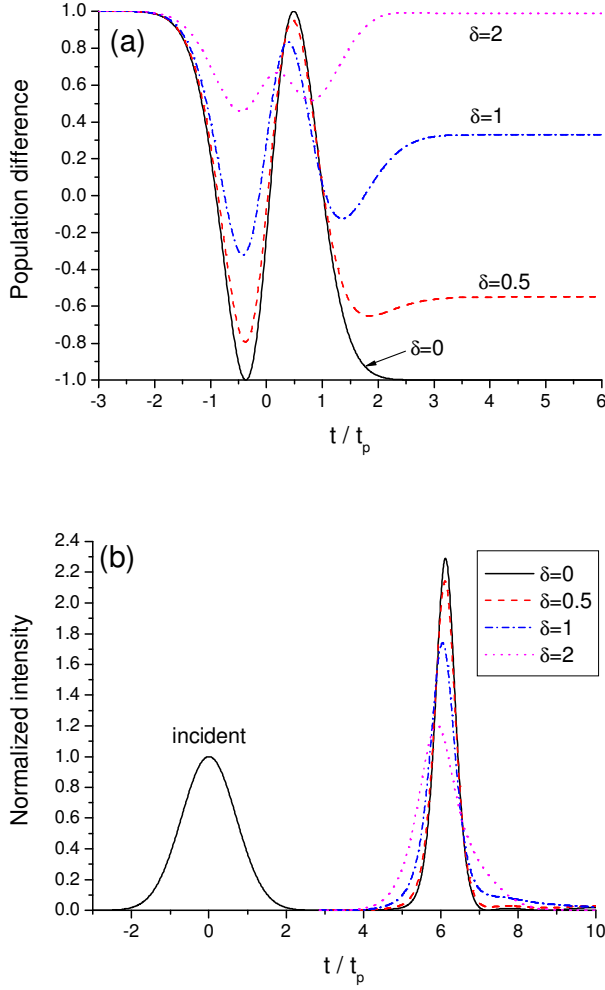 (a)
Population difference
1.0
0.8
0.6
0.4
0.2
0.0
-0.2
-0.4
-0.6
-0.8
-1.0
δ=2
δ=1
δ=0.5
δ=0
-3 -2 -1 0 1 2 3 4 5 6
t / tp
(b)
Normalized intensity
2.4
2.2
2.0
1.8
1.6
1.4
1.2
1.0
0.8
0.6
0.4
0.2
0.0
incident
δ=0
δ=0.5
δ=1
δ=2
-2 0 2 4 6 8 10
t / tp